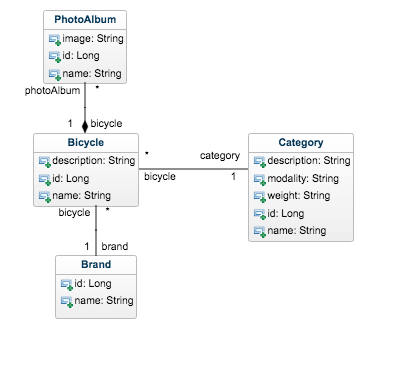 PhotoAlbum
image: String
id: Long
name: String
photoAlbum *
1 bicycle
Bicycle
description: String
id: Long
name: String
* category
bicycle 1
Category
description: String
modality: String
weight: String
id: Long
name: String
bicycle *
1 brand
Brand
id: Long
name: String